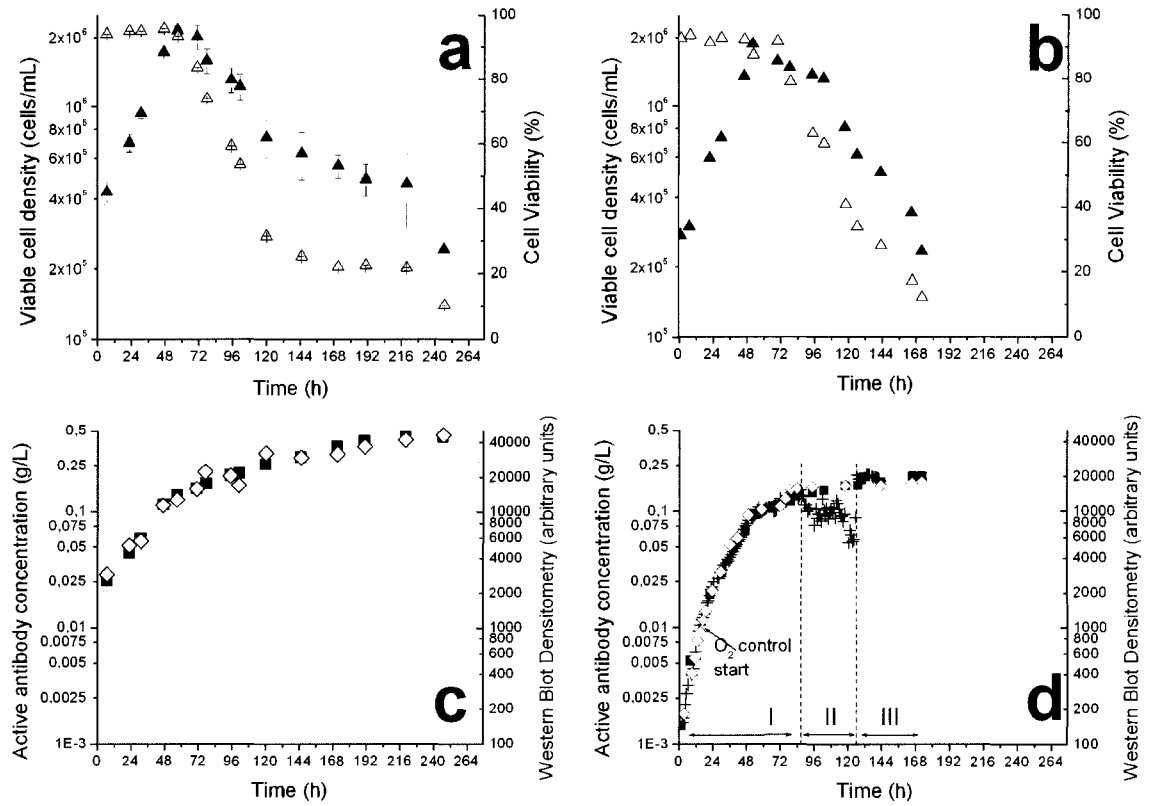 a
Viable cell density (cells/mL)
2x10⁶
10⁶
8x10⁵
6x10⁵
4x10⁵
2x10⁵
10⁵
100
80
60
40
20
0
Cell Viability (%)
0 24 48 72 96 120 144 168 192 216 240 264
Time (h)
b
Viable cell density (cells/mL)
2x10⁶
10⁶
8x10⁵
6x10⁵
4x10⁵
2x10⁵
10⁵
100
80
60
40
20
0
Cell Viability (%)
0 24 48 72 96 120 144 168 192 216 240 264
Time (h)
c
Active antibody concentration (g/L)
0,5
0,25
0,1
0,075
0,05
0,025
0,01
0,0075
0,005
0,0025
1E-3
40000
20000
10000
8000
6000
4000
2000
1000
800
600
400
200
100
Western Blot Densitometry (arbitrary units)
0 24 48 72 96 120 144 168 192 216 240 264
Time (h)
d
Active antibody concentration (g/L)
0,5
0,25
0,1
0,075
0,05
0,025
0,01
0,0075
0,005
0,0025
1E-3
O₂ control
start
I II III
40000
20000
10000
8000
6000
4000
2000
1000
800
600
400
200
100
Western Blot Densitometry (arbitrary units)
0 24 48 72 96 120 144 168 192 216 240 264
Time (h)